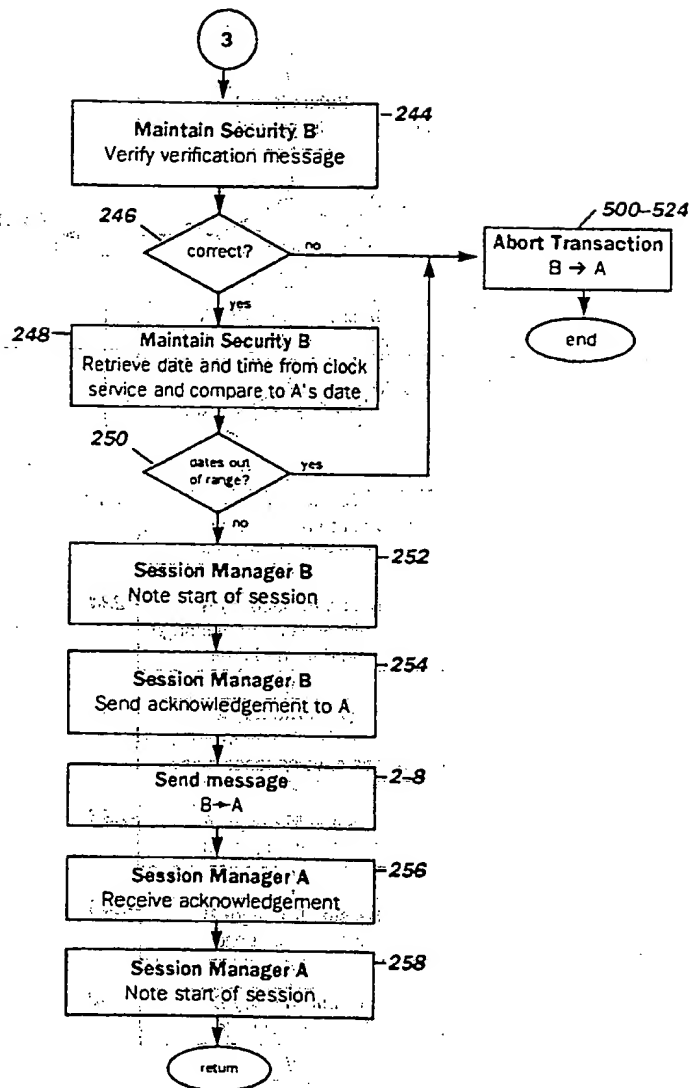 3
Maintain Security B
Verify verification message
244
246
correct?
no
yes
500-524
Abort Transaction
B → A
end
248
Maintain Security B
Retrieve date and time from clock
service and compare to A's date
250
dates out
of range?
yes
no
Session Manager B
Note start of session
252
Session Manager B
Send acknowledgement to A
254
Send message
B→A
2-8
Session Manager A
Receive acknowledgement
256
Session Manager A
Note start of session
258
return